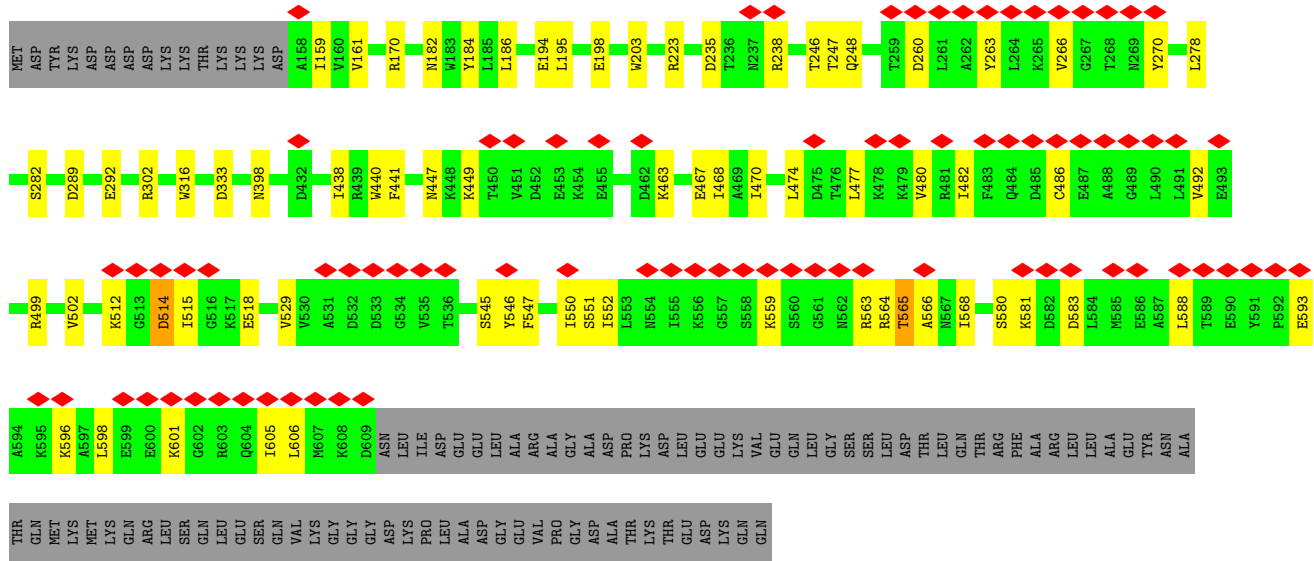 MET ASP TYR LYS ASP ASP ASP ASP LYS LYS THR LYS LYS LYS ASP A158 I159 V160 V161 R170 N182 W183 Y184 L185 L186 E194 L195 E198 W203 R223 D235 T236 N237 R238 T246 T247 Q248 T259 D260 L261 A262 Y263 L264 K265 V266 G267 T268 N269 Y270 L278
S282 D289 E292 R302 W316 D333 N398 D432 I438 R439 W440 F441 N447 K448 K449 T450 V451 D452 E453 K454 E455 D462 K463 E467 I468 A469 I470 L474 D475 T476 L477 K478 K479 V480 R481 I482 F483 Q484 D485 C486 E487 A488 G489 L490 L491 V492 E493
R499 V502 K512 G513 D514 I515 G516 K517 E518 V529 V530 A531 D532 D533 G534 V535 T536 S545 Y546 F547 I550 S551 I552 L553 N554 I555 K556 G557 S558 K559 S560 G561 N562 R563 R564 T565 A566 N567 I568 S580 K581 D582 D583 L584 M585 E586 A587 L588 T589 E590 Y591 P592 E593
A594 K595 K596 A597 L598 E599 E600 K601 G602 R603 Q604 I605 L606 M607 K608 D609 ASN LEU ILE ASP GLU GLU LEU ALA ARG ALA GLY ALA ASP PRO LYS ASP LEU GLU GLU LYS VAL GLU GLN LEU GLY SER SER LEU ASP THR LEU GLN THR ARG PHE ALA ARG LEU LEU ALA GLU TYR ASN ALA
THR GLN MET LYS MET LYS GLN ARG LEU SER GLN LEU GLU SER GLN VAL LYS GLY GLY GLY ASP LYS PRO LEU ALA ASP GLY GLU VAL PRO GLY ASP ALA THR LYS THR GLU ASP LYS GLN GLN